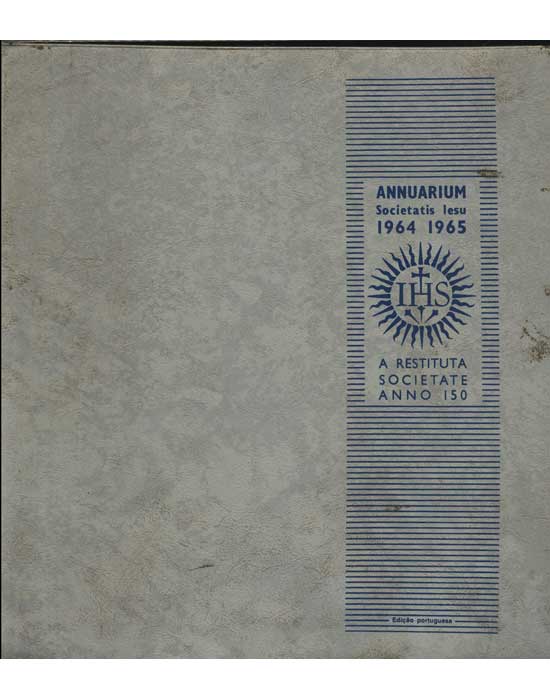 ANNUARIUM
Societatis Iesu
1964 1965
IHS
A RESTITUTA
SOCIETATE
ANNO 150
Edição portuguesa